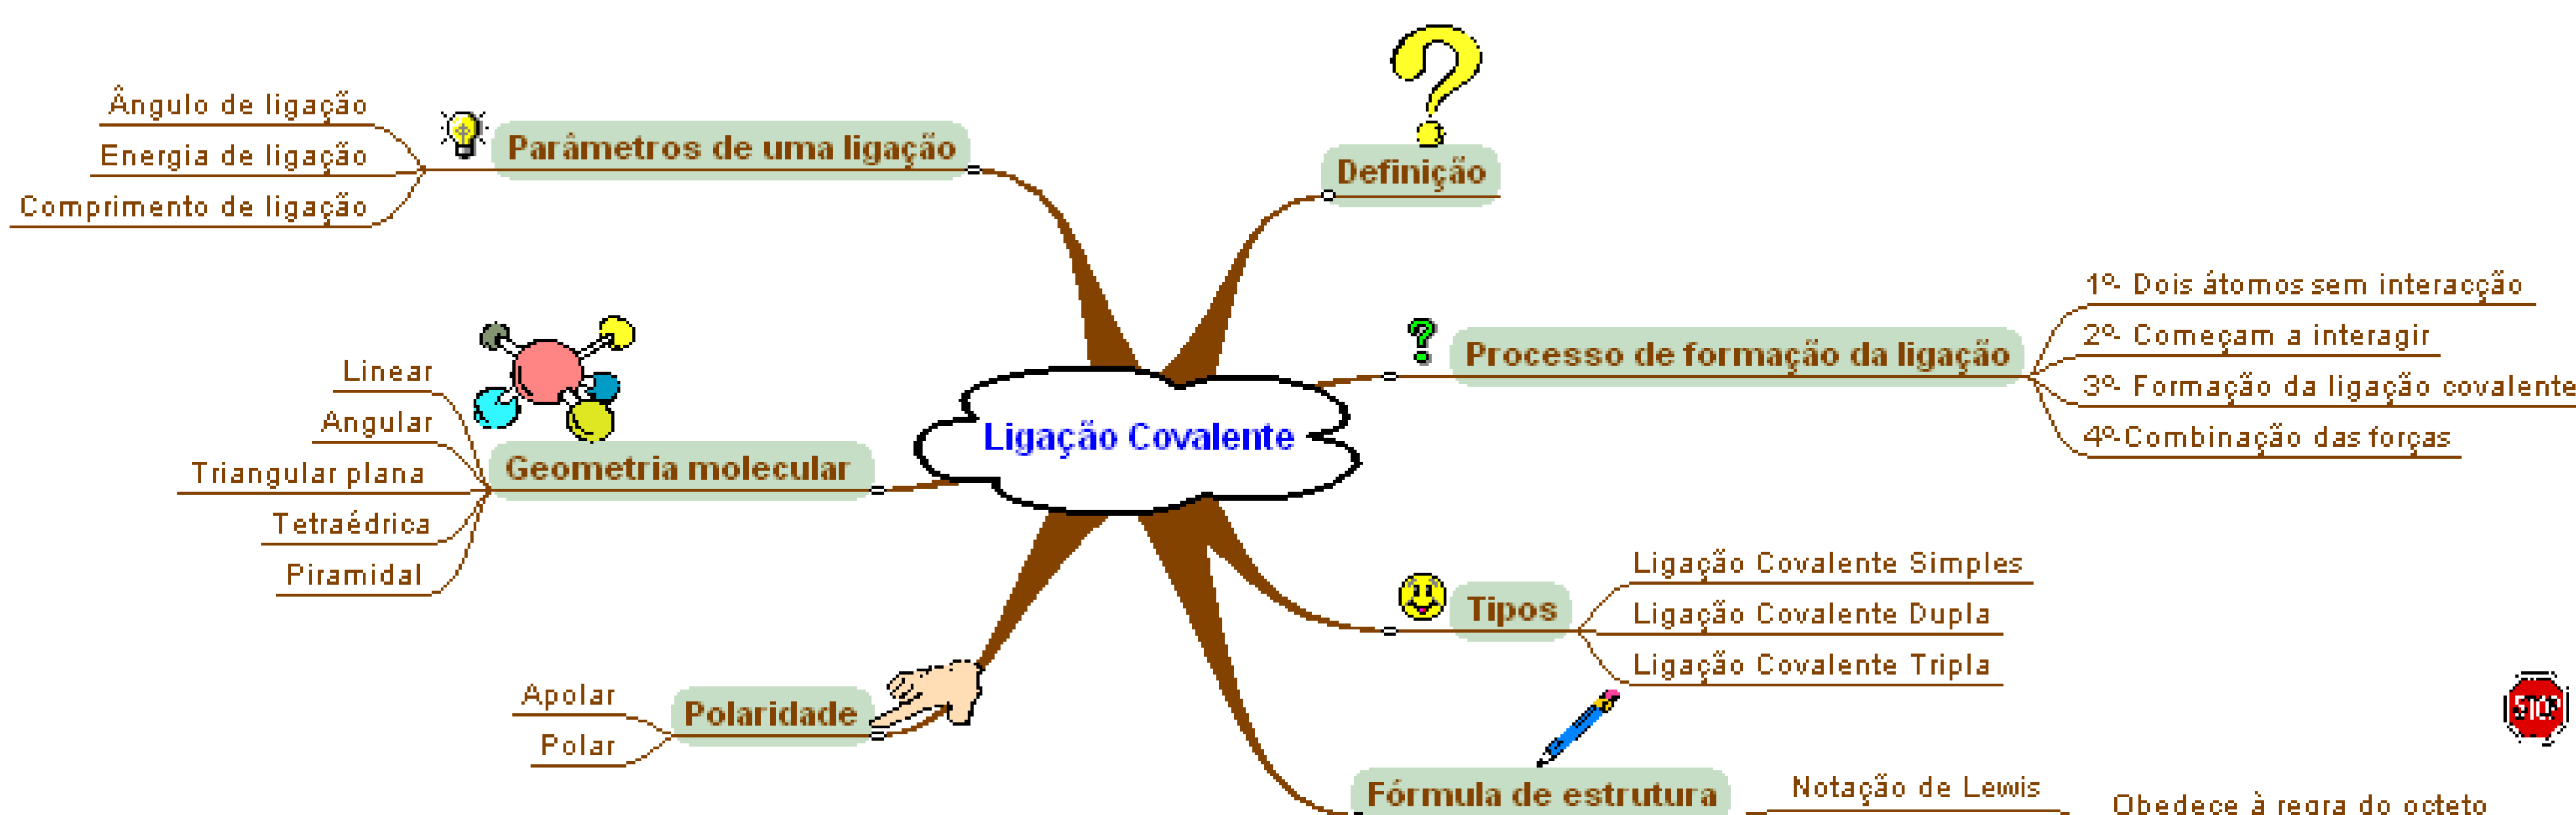 Ângulo de ligação
Energia de ligação
Comprimento de ligação
Parâmetros de uma ligação
Definição
Processo de formação da ligação
1º- Dois átomos sem interacção
2º- Começam a interagir
3º- Formação da ligação covalente
4º-Combinação das forças
Ligação Covalente
Linear
Angular
Triangular plana
Tetraédrica
Piramidal
Geometria molecular
Tipos
Ligação Covalente Simples
Ligação Covalente Dupla
Ligação Covalente Tripla
Apolar
Polar
Polaridade
STOP
Fórmula de estrutura
Notação de Lewis
Obedece à regra do octeto